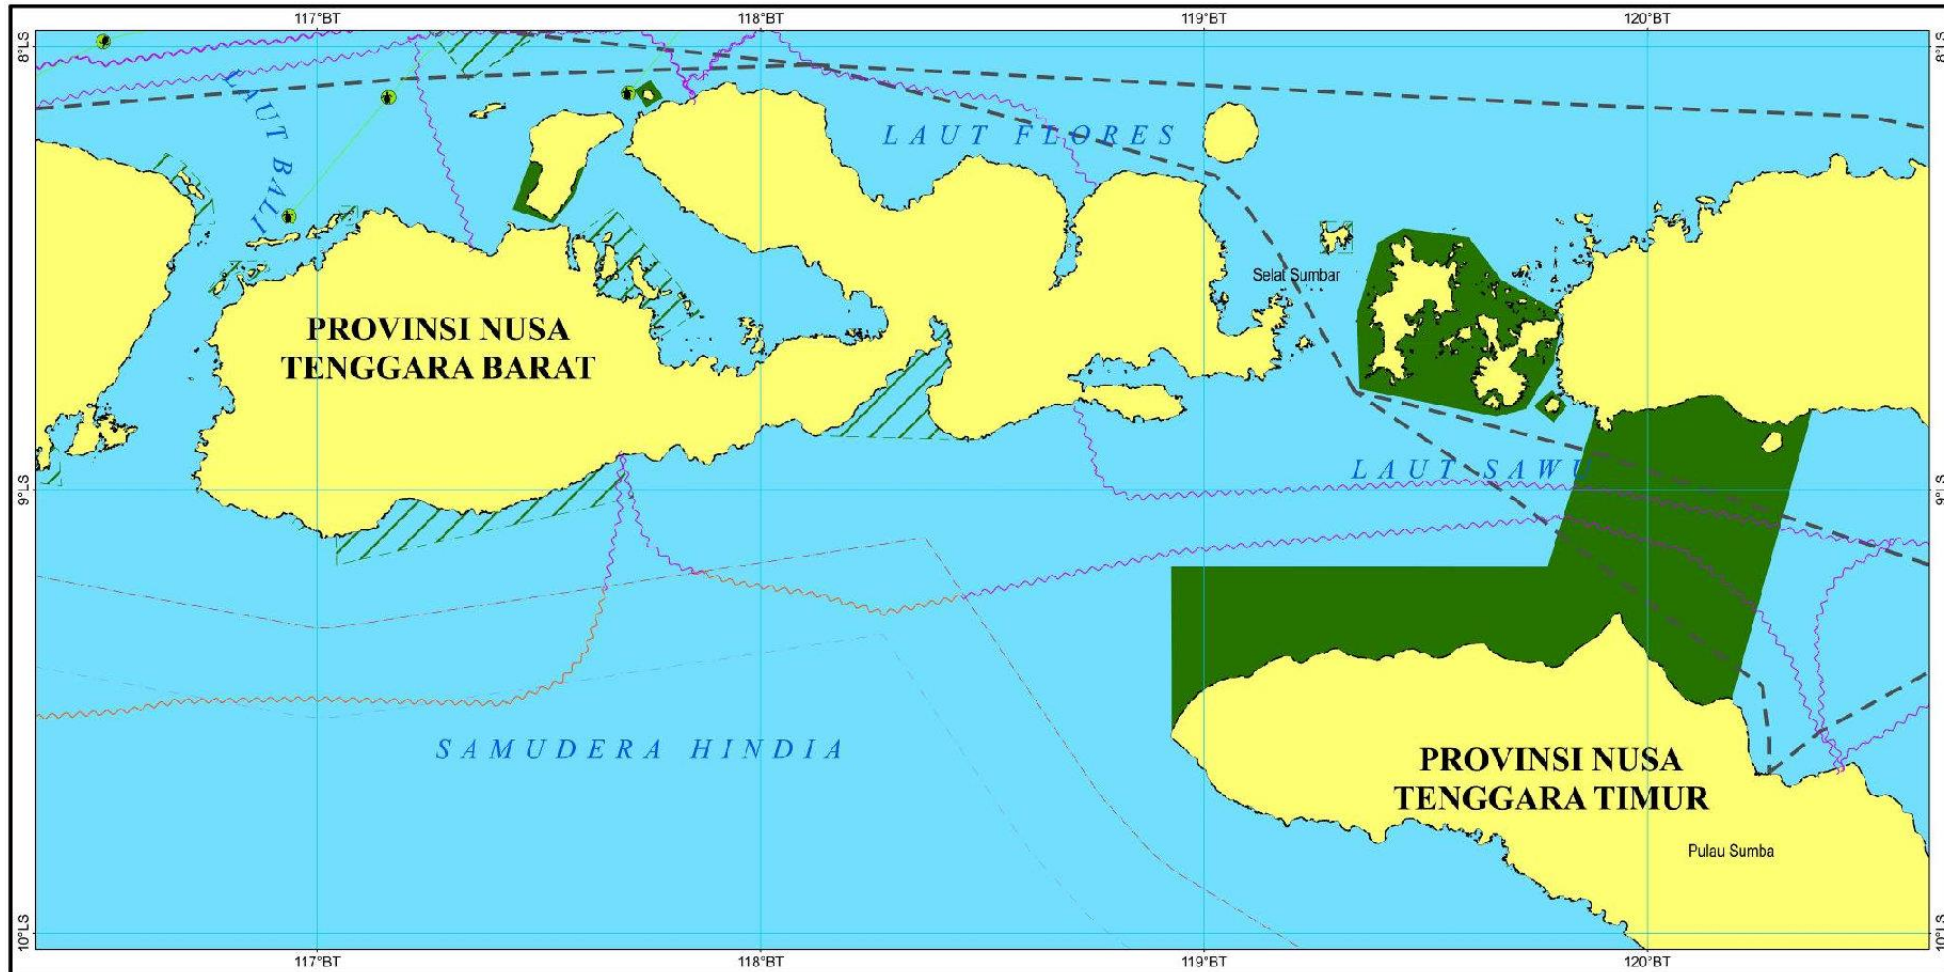 117°BT
118°BT
119°BT
120°BT
8°LS
8°LS
LAUT BALI
LAUT FLORES
Selat Sumbar
PROVINSI NUSA
TENGGARA BARAT
LAUT SAWU
9°LS
9°LS
SAMUDERA HINDIA
PROVINSI NUSA
TENGGARA TIMUR
Pulau Sumba
10°LS
10°LS
117°BT
118°BT
119°BT
120°BT